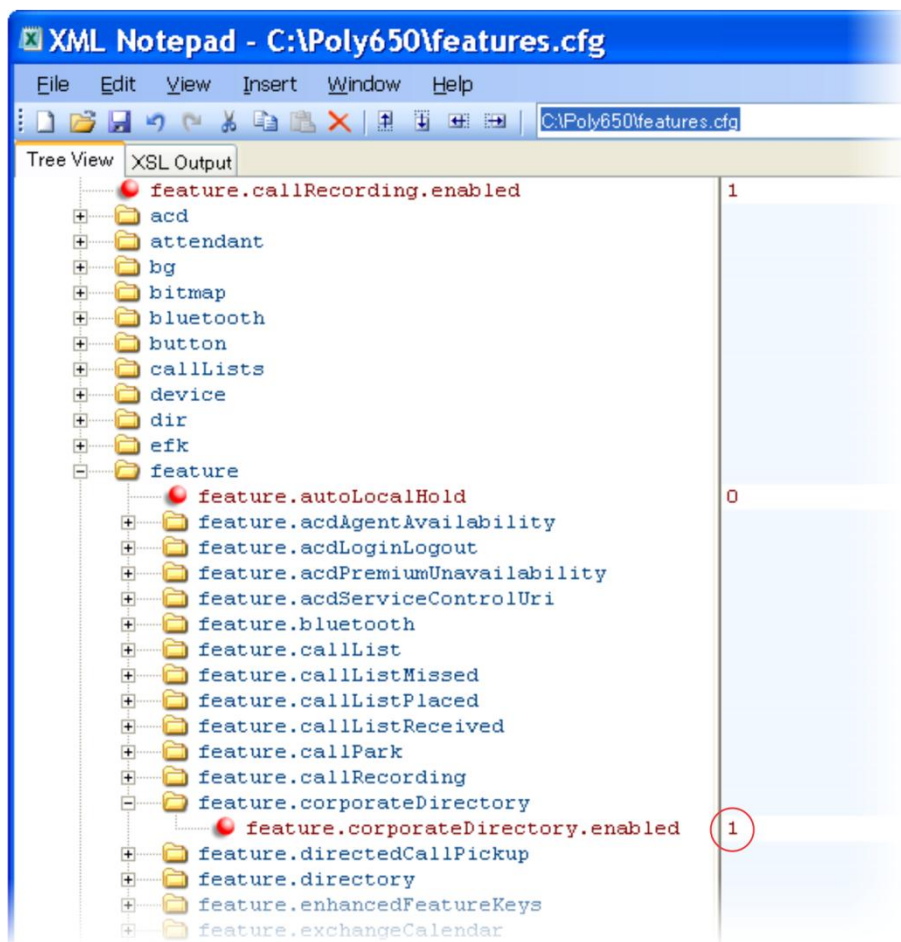 XML Notepad - C:\Poly650\features.cfg
File Edit View Insert Window Help
C:\Poly650\features.cfg
Tree View XSL Output
feature.callRecording.enabled 1
acd
attendant
bg
bitmap
bluetooth
button
callLists
device
dir
efk
feature
feature.autoLocalHold 0
feature.acdAgentAvailability
feature.acdLoginLogout
feature.acdPremiumUnavailability
feature.acdServiceControlUri
feature.bluetooth
feature.callList
feature.callListMissed
feature.callListPlaced
feature.callListReceived
feature.callPark
feature.callRecording
feature.corporateDirectory
feature.corporateDirectory.enabled 1
feature.directedCallPickup
feature.directory
feature.enhancedFeatureKeys
feature.exchangeCalendar